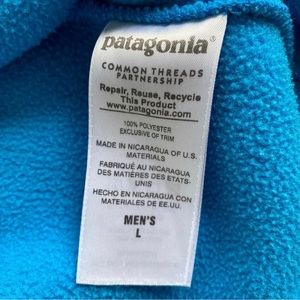 patagonia®
COMMON THREADS
PARTNERSHIP
Repair, Reuse, Recycle
This Product
www.patagonia.com
100% POLYESTER
EXCLUSIVE OF TRIM
MADE IN NICARAGUA OF U.S.
MATERIALS
FABRIQUÉ AU NICARAGUA
DES MATIÈRES DES ETATS-
UNIS
HECHO EN NICARAGUA CON
MATERIALES DE EE.UU.
MEN'S
L